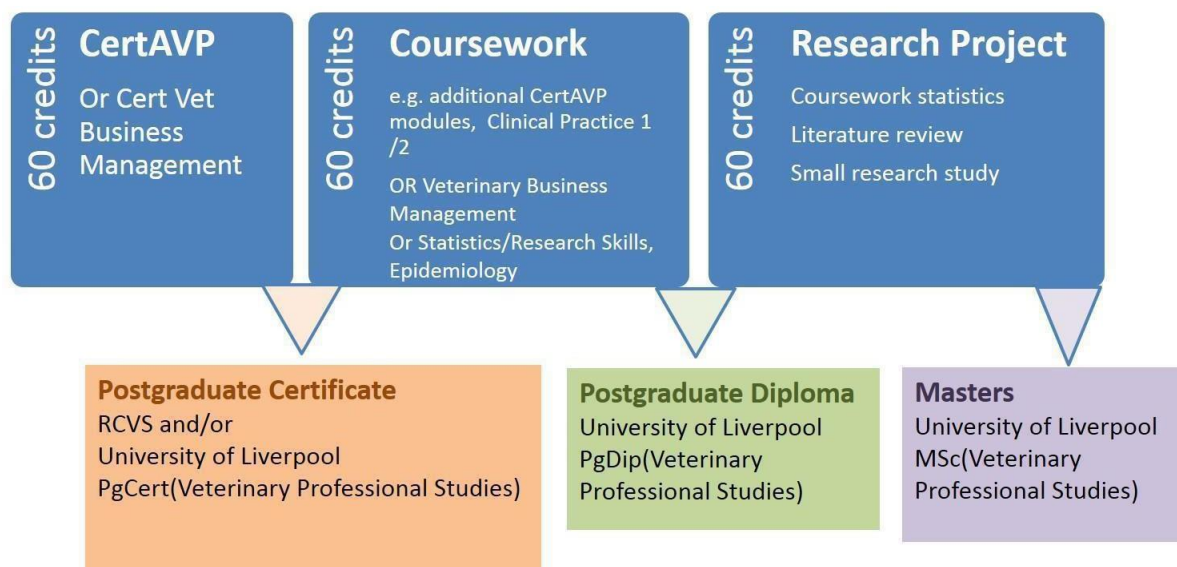 60 credits
CertAVP
Or Cert Vet
Business
Management
60 credits
Coursework
e.g. additional CertAVP
modules, Clinical Practice 1
/2
OR Veterinary Business
Management
Or Statistics/Research Skills,
Epidemiology
60 credits
Research Project
Coursework statistics
Literature review
Small research study
Postgraduate Certificate
RCVS and/or
University of Liverpool
PgCert(Veterinary Professional Studies)
Postgraduate Diploma
University of Liverpool
PgDip(Veterinary
Professional Studies)
Masters
University of Liverpool
MSc(Veterinary
Professional Studies)